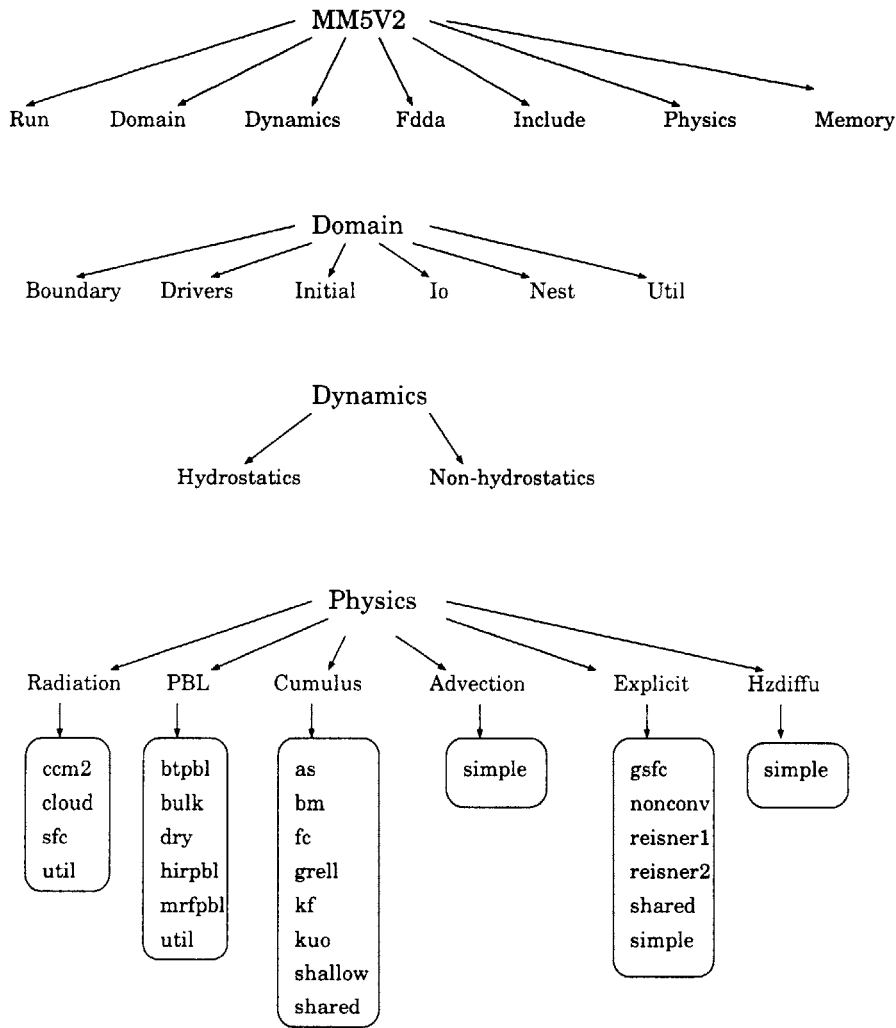 MM5V2
Run Domain Dynamics Fdda Include Physics Memory
Domain
Boundary Drivers Initial Io Nest Util
Dynamics
Hydrostatics Non-hydrostatics
Physics
Radiation PBL Cumulus Advection Explicit Hzdiffu
ccm2
cloud
sfc
util
btpbl
bulk
dry
hirpbl
mrfpbl
util
as
bm
fc
grell
kf
kuo
shallow
shared
simple
gsfc
nonconv
reisner1
reisner2
shared
simple
simple